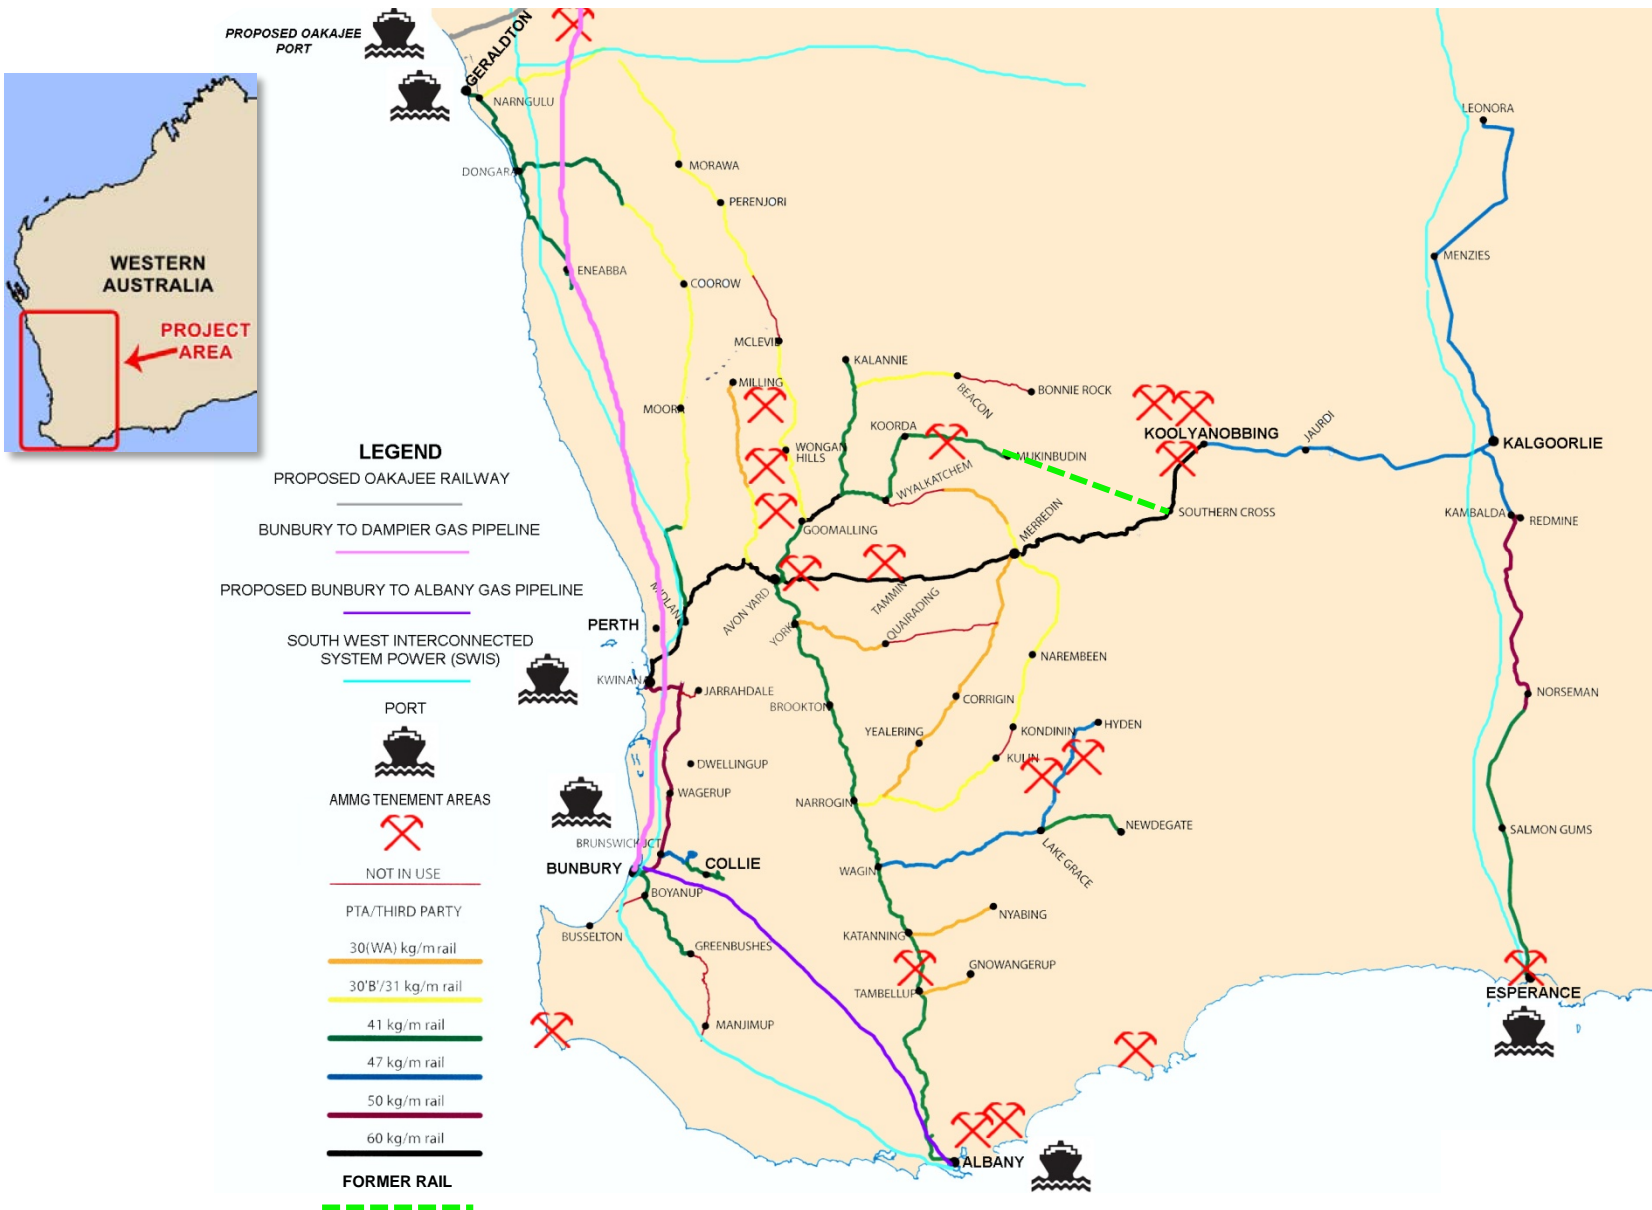 PROPOSED OAKAJEE
PORT
GERALDTON
NARNGULU
LEONORA
DONGARA
MORAWA
PERENJORI
WESTERN
AUSTRALIA
PROJECT
AREA
ENEABBA
COOROW
MENZIES
MCLEVIE
KALANNIE
MILLING
BEACON
BONNIE ROCK
MOORA
KOORDA
WONGAN
HILLS
MUKINBUDIN
KOOLYANOBBING
JAURDI
KALGOORLIE
WYALKATCHEM
GOOMALLING
MERREDIN
SOUTHERN CROSS
KAMBALDA
REDMINE
LEGEND
PROPOSED OAKAJEE RAILWAY
BUNBURY TO DAMPIER GAS PIPELINE
PROPOSED BUNBURY TO ALBANY GAS PIPELINE
SOUTH WEST INTERCONNECTED
SYSTEM POWER (SWIS)
PORT
AMMG TENEMENT AREAS
NOT IN USE
PTA/THIRD PARTY
30(WA) kg/m rail
30'B'/31 kg/m rail
41 kg/m rail
47 kg/m rail
50 kg/m rail
60 kg/m rail
FORMER RAIL
MIDLAN
AVON YARD
TAMMIN
PERTH
YORK
QUAIRADING
KWINANA
JARRAHDALE
NAREMBEEN
NORSEMAN
BROOKTON
CORRIGIN
YEALERING
KONDININ
HYDEN
DWELLINGUP
KULIN
WAGERUP
NARROGIN
NEWDEGATE
SALMON GUMS
BRUNSWICK JCT
BUNBURY
COLLIE
WAGIN
LAKE GRACE
BOYANUP
NYABING
BUSSELTON
KATANNING
GREENBUSHES
GNOWANGERUP
TAMBELLUP
ESPERANCE
MANJIMUP
ALBANY